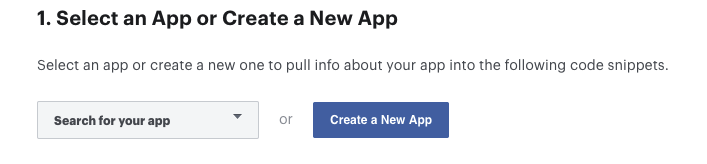 1. Select an App or Create a New App
Select an app or create a new one to pull info about your app into the following code snippets.
Search for your app or Create a New App